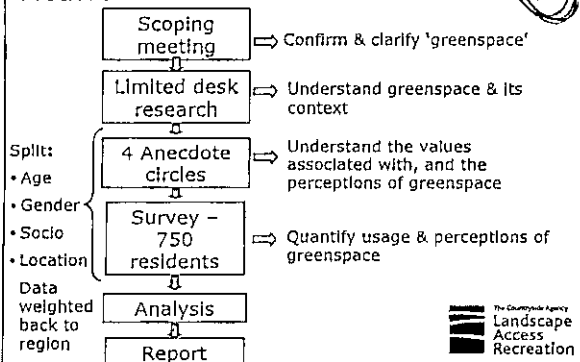 Scoping
meeting
Confirm & clarify 'greenspace'
Limited desk
research
Understand greenspace & its
context
Split:
• Age
• Gender
• Socio
• Location
4 Anecdote
circles
Understand the values
associated with, and the
perceptions of greenspace
Survey –
750
residents
Quantify usage & perceptions of
greenspace
Data
weighted
back to
region
Analysis
Report
The Countryside Agency
Landscape
Access
Recreation